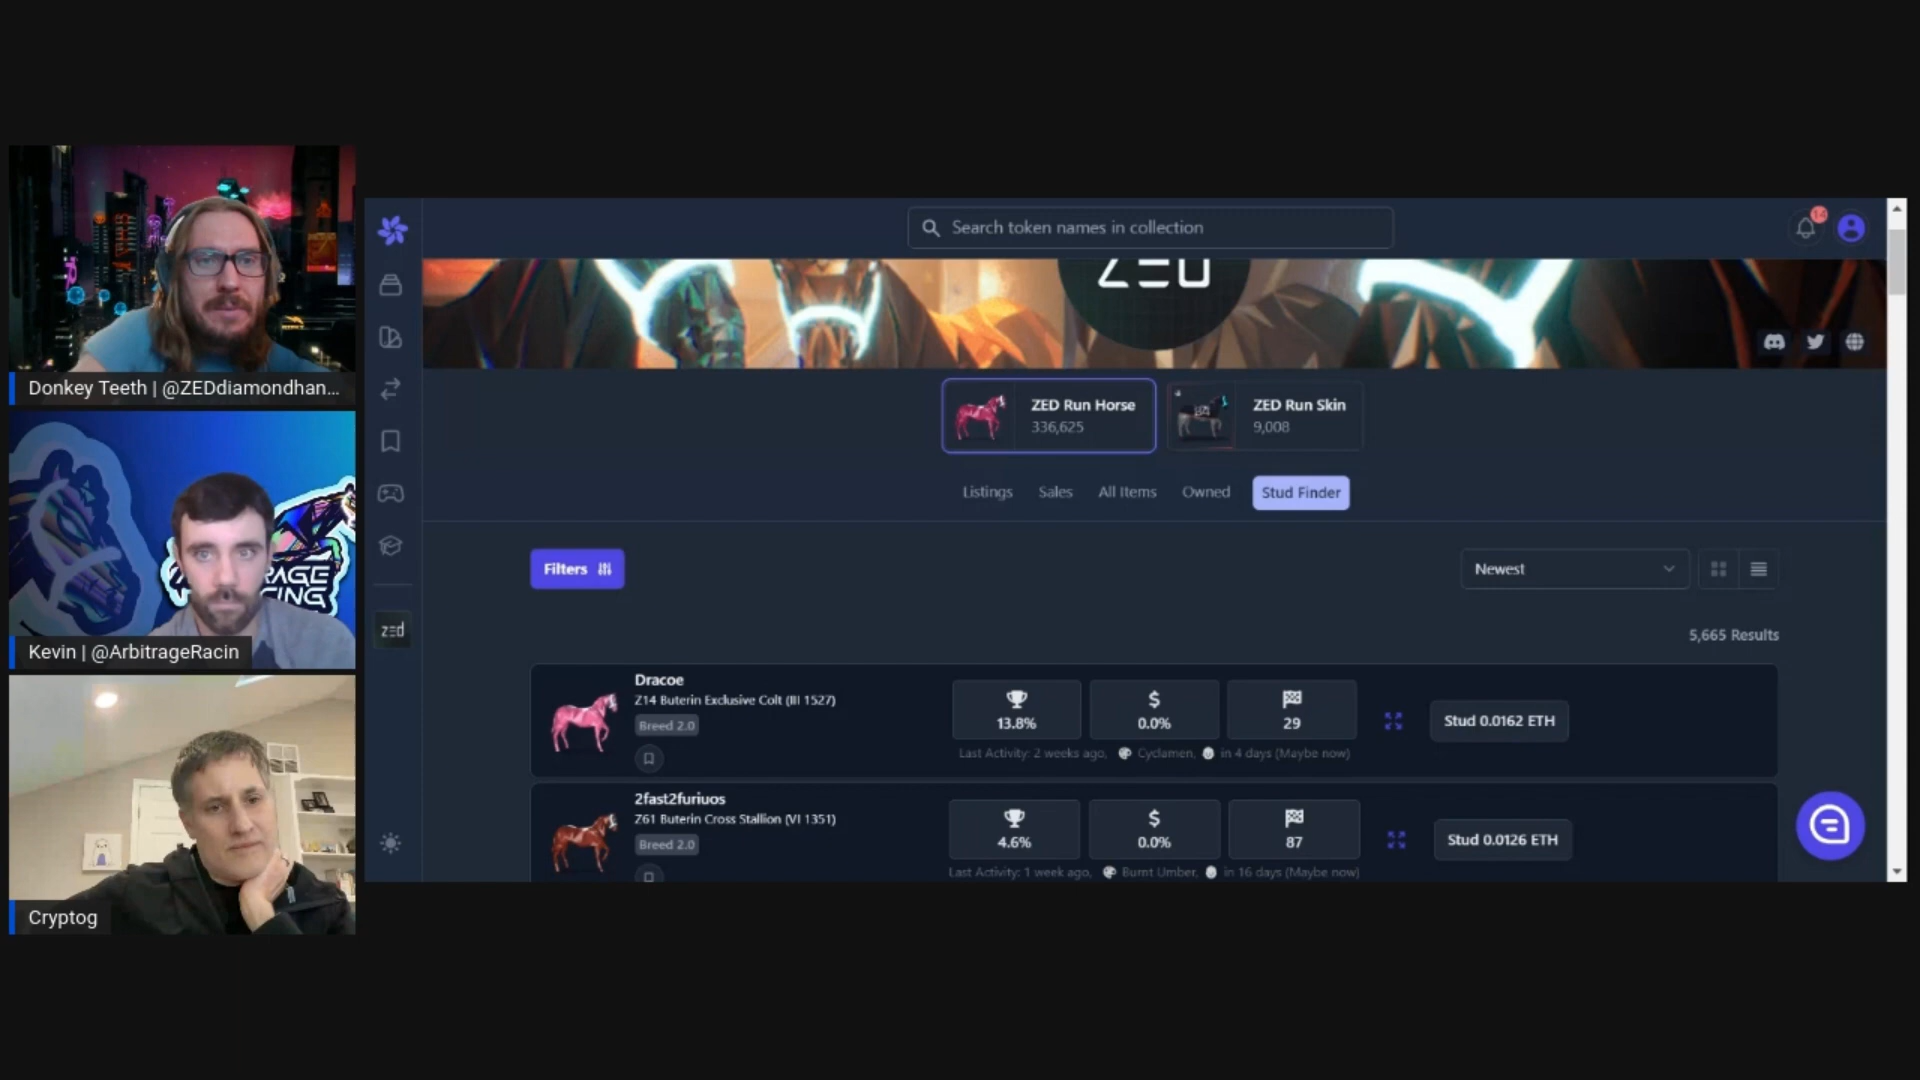 Donkey Teeth | @ZEDdiamondhan...
Kevin | @ArbitrageRacin
Cryptog
Search token names in collection
14
ZED
ZED Run Horse
336,625
ZED Run Skin
9,008
Listings
Sales
All Items
Owned
Stud Finder
Filters
Newest
zed
5,665 Results
Dracoe
Z14 Buterin Exclusive Colt (III 1527)
Breed 2.0
13.8%
$
0.0%
29
Stud 0.0162 ETH
Last Activity: 2 weeks ago, Cyclamen, in 4 days (Maybe now)
2fast2furiuos
Z61 Buterin Cross Stallion (VI 1351)
Breed 2.0
4.6%
$
0.0%
87
Stud 0.0126 ETH
Last Activity: 1 week ago, Burnt Umber, in 16 days (Maybe now)